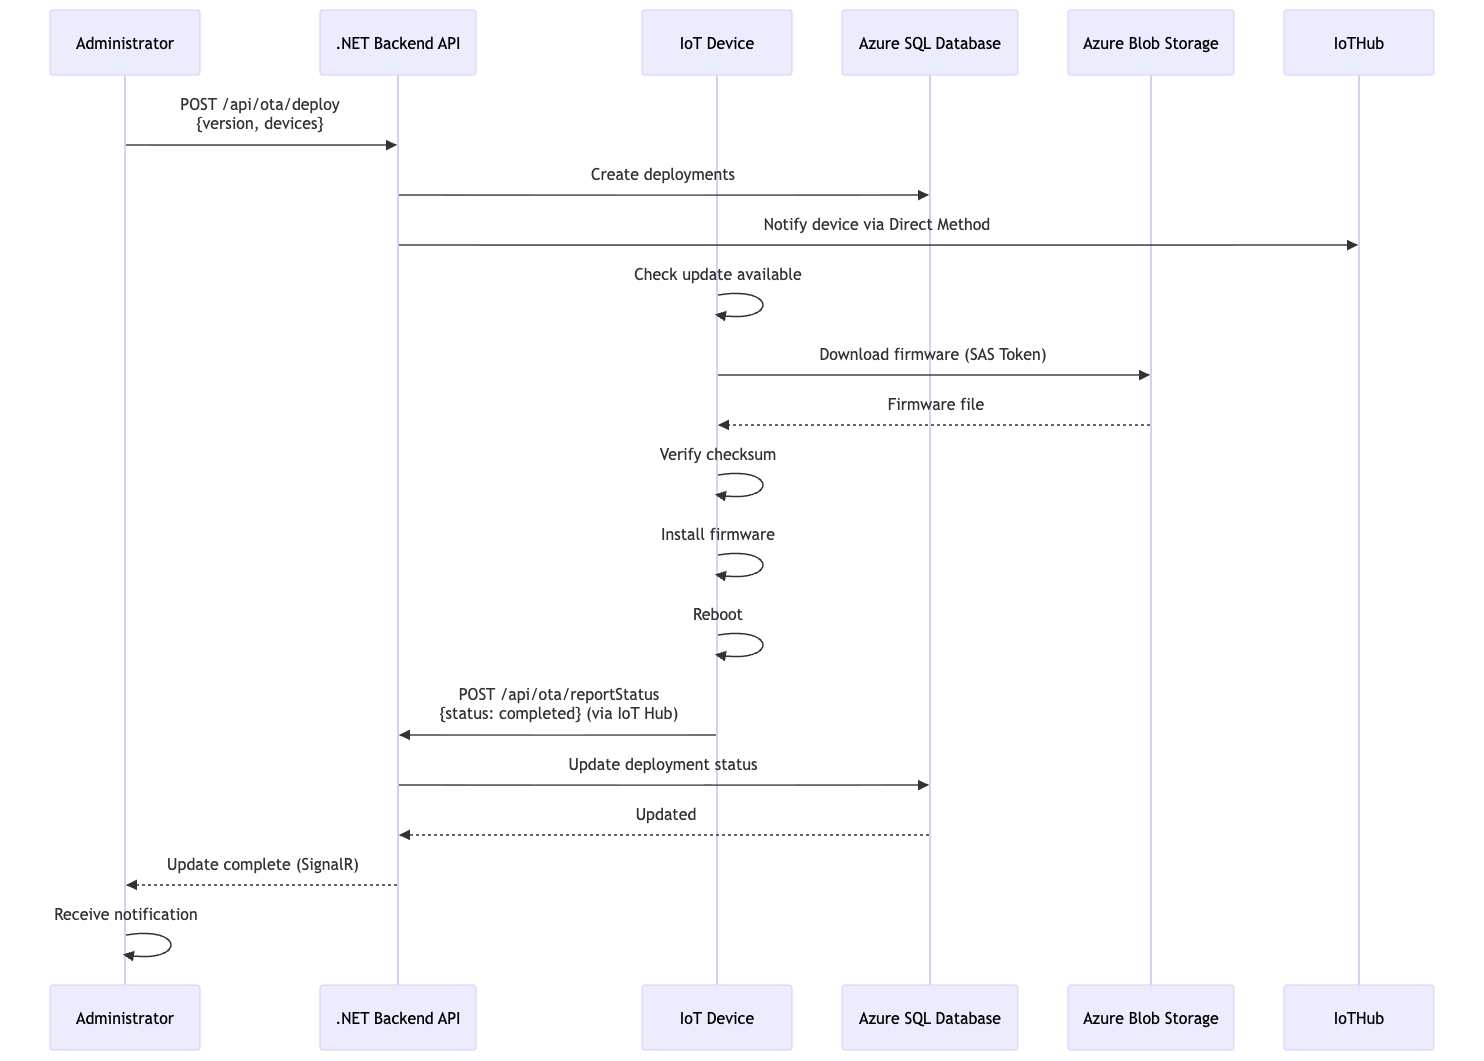 Administrator
.NET Backend API
IoT Device
Azure SQL Database
Azure Blob Storage
IoTHub
POST /api/ota/deploy
{version, devices}
Create deployments
Notify device via Direct Method
Check update available
Download firmware (SAS Token)
Firmware file
Verify checksum
Install firmware
Reboot
POST /api/ota/reportStatus
{status: completed} (via IoT Hub)
Update deployment status
Updated
Update complete (SignalR)
Receive notification
Administrator
.NET Backend API
IoT Device
Azure SQL Database
Azure Blob Storage
IoTHub